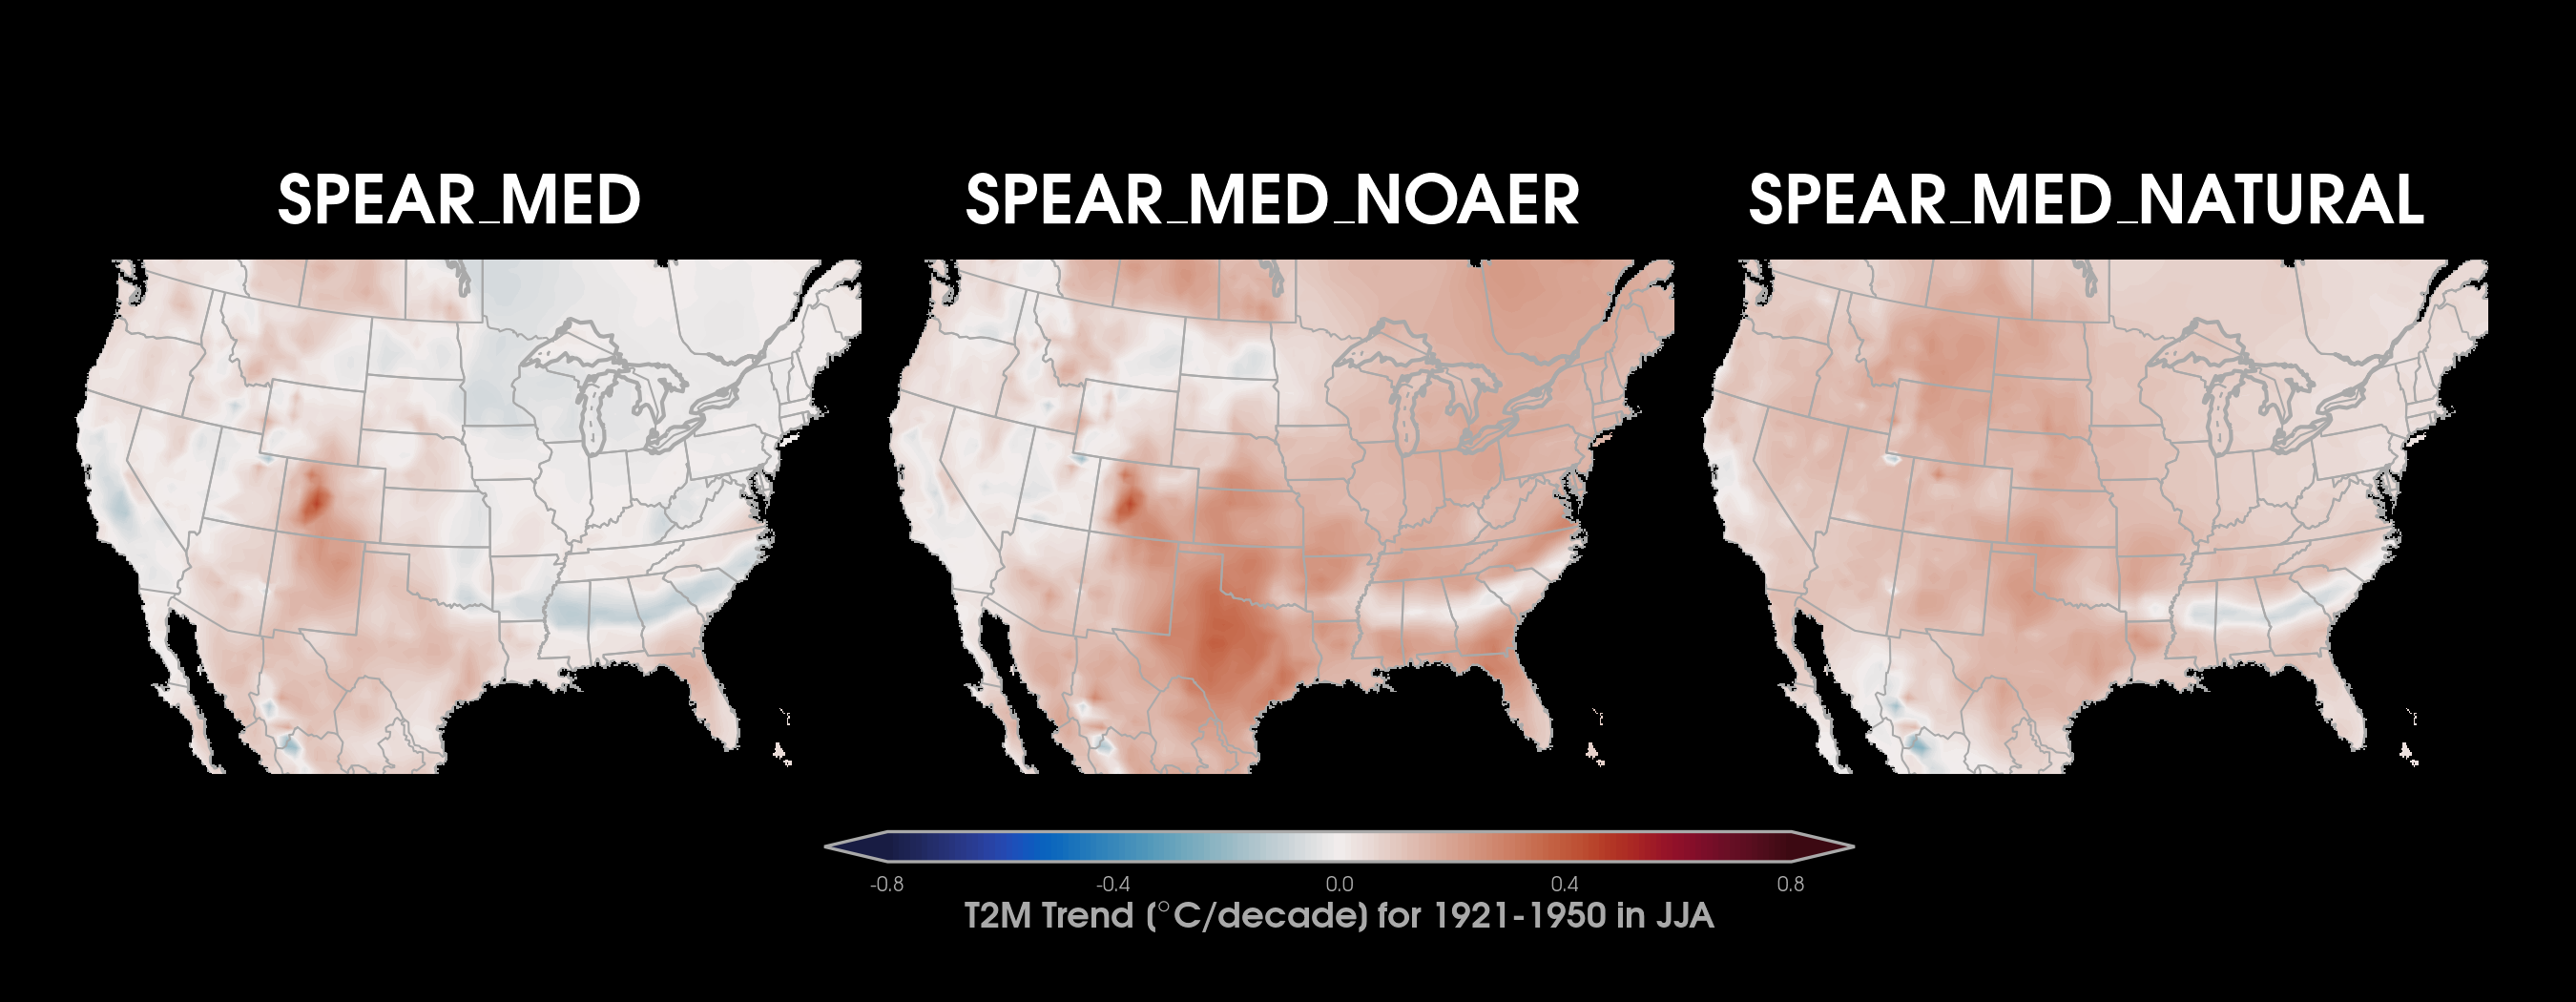 SPEAR_MED
SPEAR_MED_NOAER
SPEAR_MED_NATURAL
-0.8
-0.4
0.0
0.4
0.8
T2M Trend (°C/decade) for 1921-1950 in JJA